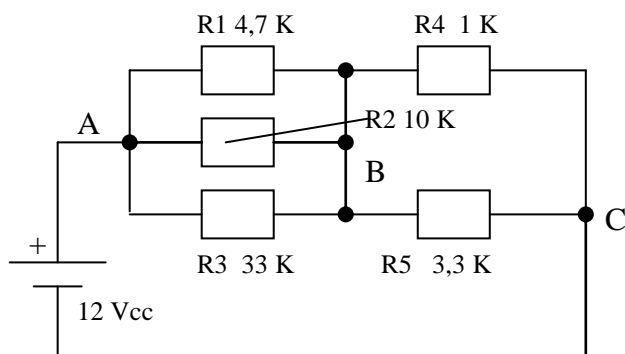 R1 4,7 K
R4 1 K
A
R2 10 K
B
C
+
R3 33 K
R5 3,3 K
12 Vcc